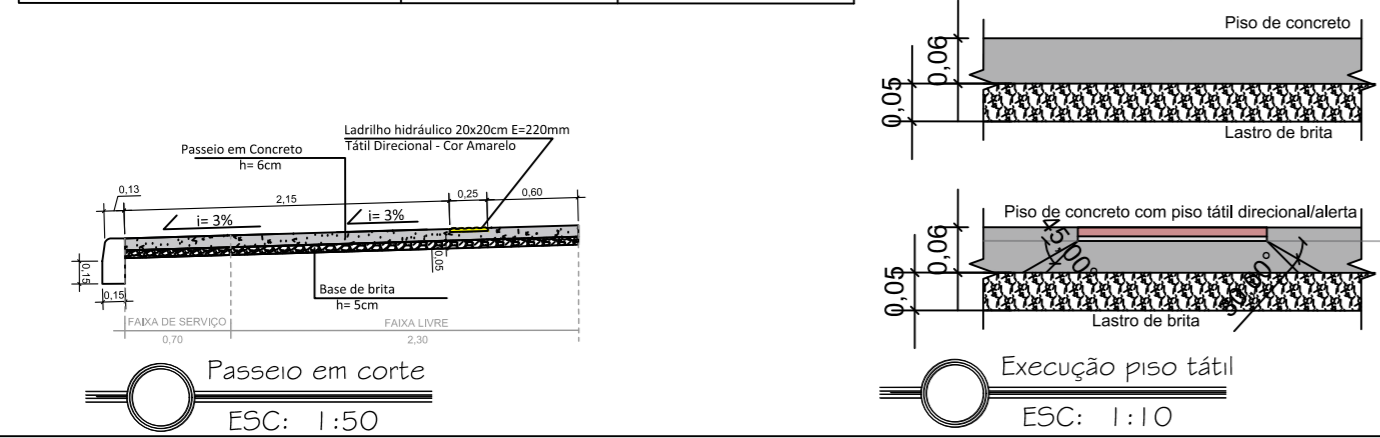 Ladrilho hidráulico 20x20cm E=220mm
Tátil Direcional - Cor Amarelo
Passeio em Concreto
h= 6cm
0,13
2,15
0,25
0,60
i= 3%
i= 3%
0,15
0,15
0,05
Base de brita
h= 5cm
FAIXA DE SERVIÇO
FAIXA LIVRE
0,70
2,30
Passeio em corte
ESC: 1:50
Piso de concreto
0,06
0,05
Lastro de brita
Piso de concreto com piso tátil direcional/alerta
45,00°
0,06
0,05
Lastro de brita
Execução piso tátil
ESC: 1:10